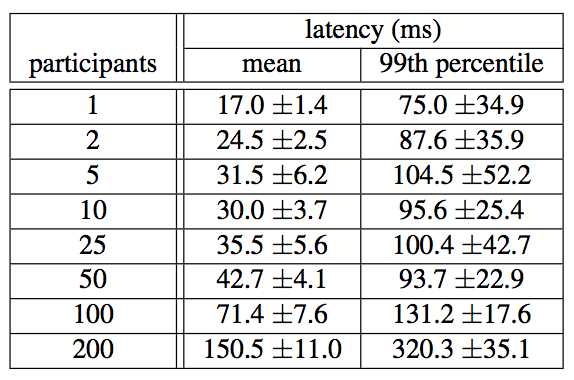 latency (ms)
participants mean 99th percentile
1 17.0 ±1.4 75.0 ±34.9
2 24.5 ±2.5 87.6 ±35.9
5 31.5 ±6.2 104.5 ±52.2
10 30.0 ±3.7 95.6 ±25.4
25 35.5 ±5.6 100.4 ±42.7
50 42.7 ±4.1 93.7 ±22.9
100 71.4 ±7.6 131.2 ±17.6
200 150.5 ±11.0 320.3 ±35.1